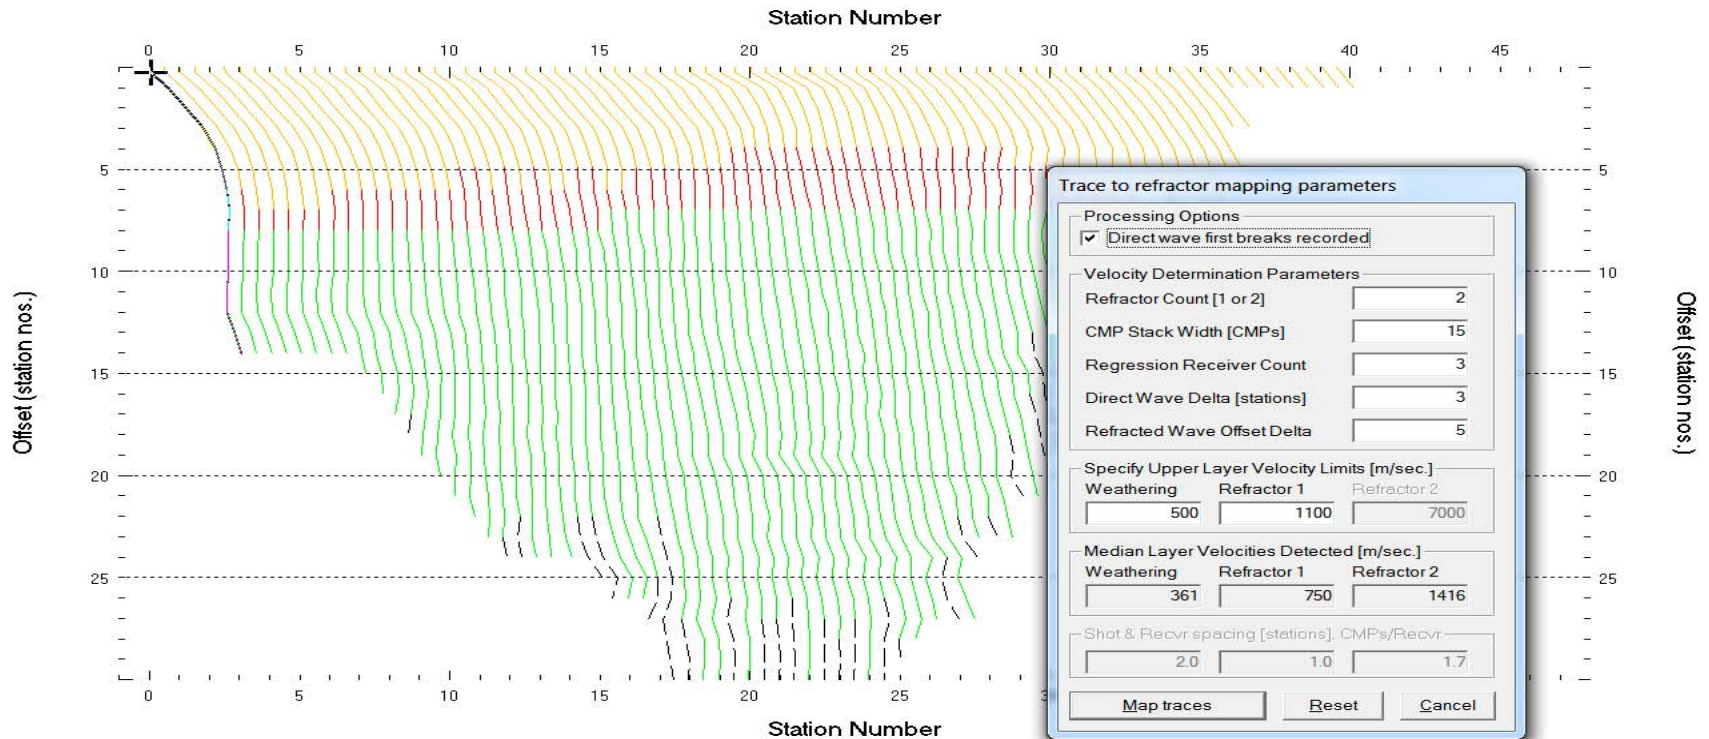 Station Number
0 5 10 15 20 25 30 35 40 45
5 5
10 10
15 15
20 20
25 25
0 5 10 15 20 25
Station Number
Offset (station nos.)
Offset (station nos.)
Trace to refractor mapping parameters
Processing Options
Direct wave first breaks recorded
Velocity Determination Parameters
Refractor Count [1 or 2] 2
CMP Stack Width [CMPs] 15
Regression Receiver Count 3
Direct Wave Delta [stations] 3
Refracted Wave Offset Delta 5
Specify Upper Layer Velocity Limits [m/sec.]
Weathering Refractor 1 Refractor 2
500 1100 7000
Median Layer Velocities Detected [m/sec.]
Weathering Refractor 1 Refractor 2
361 750 1416
Shot & Recvr spacing [stations], CMPs/Recvr
2.0 1.0 1.7
Map traces Reset Cancel